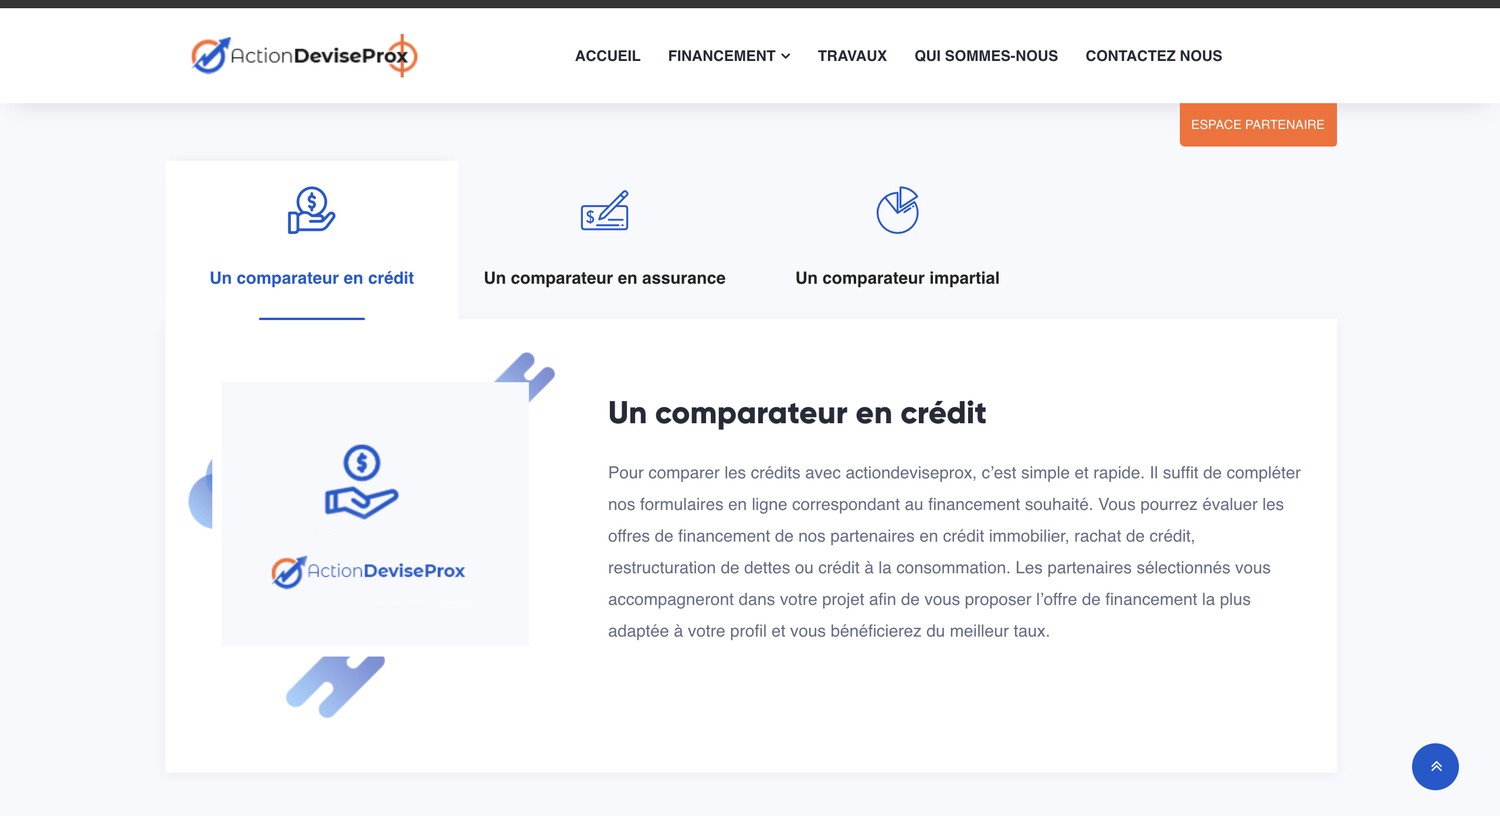 ActionDeviseProx
ACCUEIL
FINANCEMENT
TRAVAUX
QUI SOMMES-NOUS
CONTACTEZ NOUS
ESPACE PARTENAIRE
Un comparateur en crédit
Un comparateur en assurance
Un comparateur impartial
ActionDeviseProx
Un comparateur en crédit
Pour comparer les crédits avec actiondeviseprox, c’est simple et rapide. Il suffit de compléter
nos formulaires en ligne correspondant au financement souhaité. Vous pourrez évaluer les
offres de financement de nos partenaires en crédit immobilier, rachat de crédit,
restructuration de dettes ou crédit à la consommation. Les partenaires sélectionnés vous
accompagneront dans votre projet afin de vous proposer l’offre de financement la plus
adaptée à votre profil et vous bénéficierez du meilleur taux.